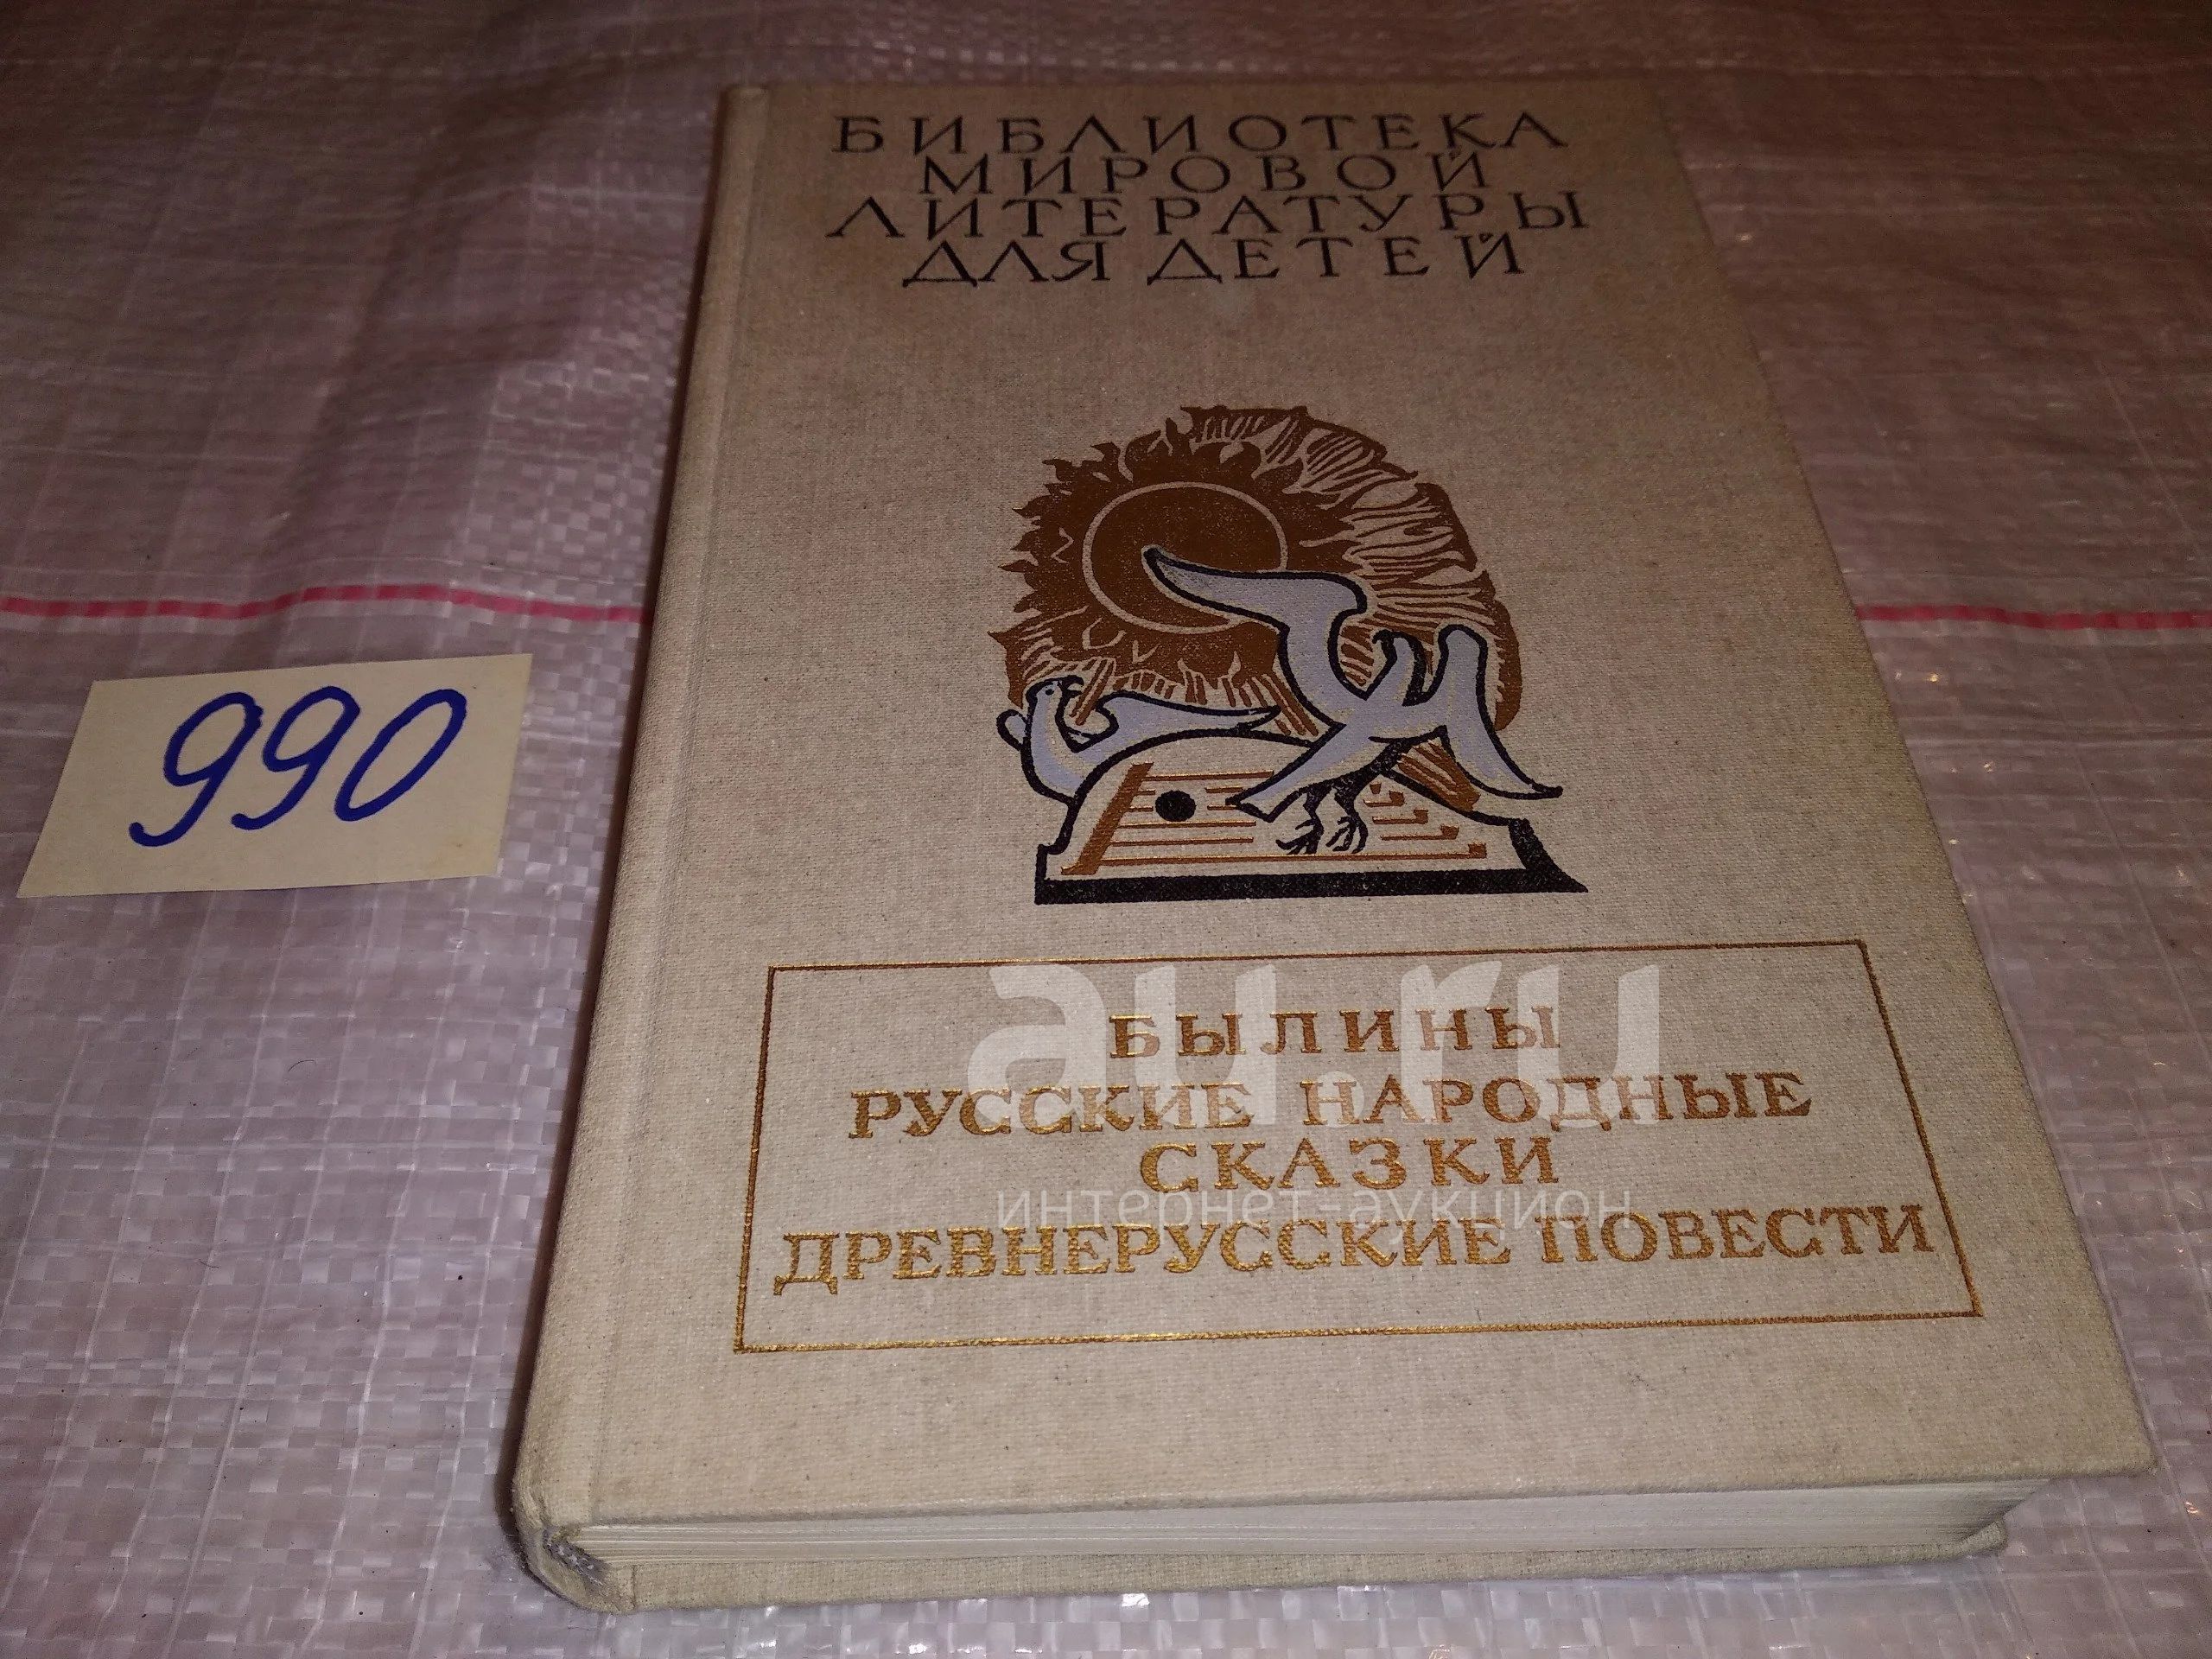 БИБЛИОТЕКА
МИРОВОЙ
ЛИТЕРАТУРЫ
ДЛЯ ДЕТЕЙ
990
au.ru
БЫЛИНЫ
РУССКИЕ НАРОДНЫЕ
СКАЗКИ
интернет-аукцион
ДРЕВНЕРУССКИЕ ПОВЕСТИ